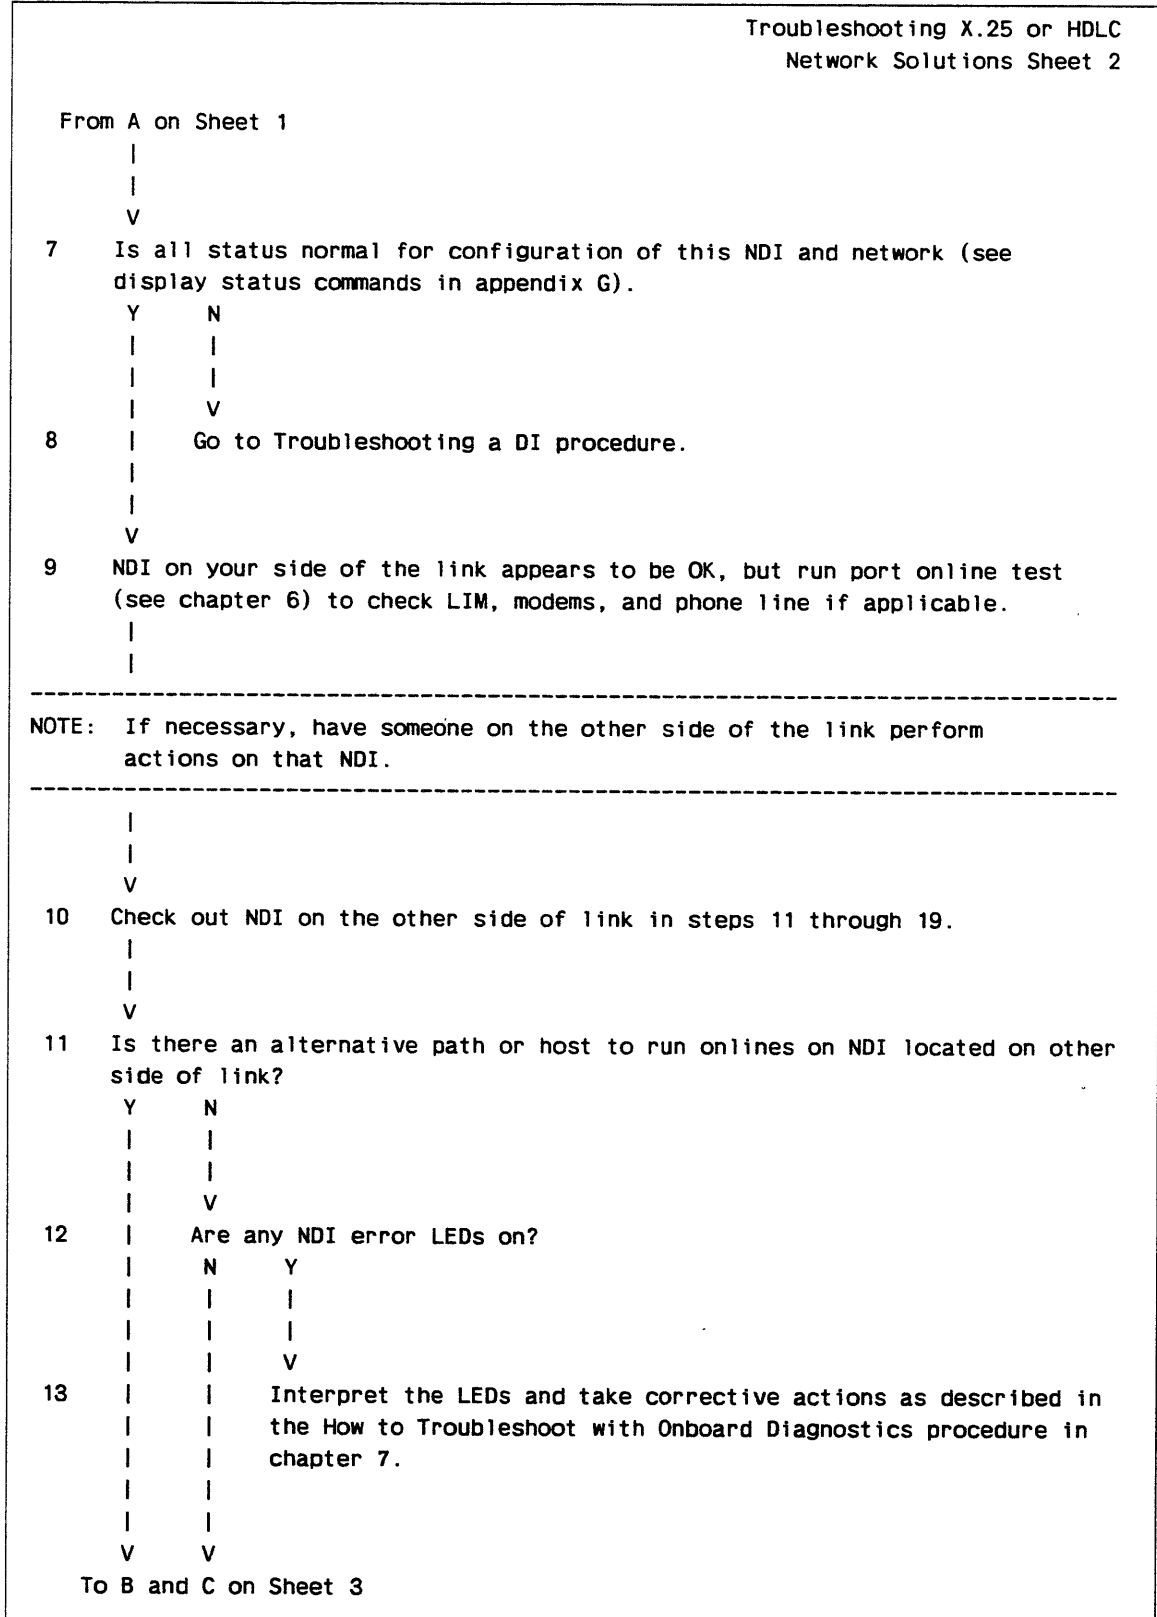 Troubleshooting X.25 or HDLC
Network Solutions Sheet 2
From A on Sheet 1
|
|
V
7 Is all status normal for configuration of this NDI and network (see
display status commands in appendix G).
Y N
| |
| |
| V
8 | Go to Troubleshooting a DI procedure.
|
|
V
9 NDI on your side of the link appears to be OK, but run port online test
(see chapter 6) to check LIM, modems, and phone line if applicable.
|
|
--------------------------------------------------------------------------------
NOTE: If necessary, have someone on the other side of the link perform
actions on that NDI.
--------------------------------------------------------------------------------
|
|
V
10 Check out NDI on the other side of link in steps 11 through 19.
|
|
V
11 Is there an alternative path or host to run onlines on NDI located on other
side of link?
Y N
| |
| |
| V
12 | Are any NDI error LEDs on?
| N Y
| | |
| | |
| | V
13 | | Interpret the LEDs and take corrective actions as described in
| | the How to Troubleshoot with Onboard Diagnostics procedure in
| | chapter 7.
| |
| |
V V
To B and C on Sheet 3